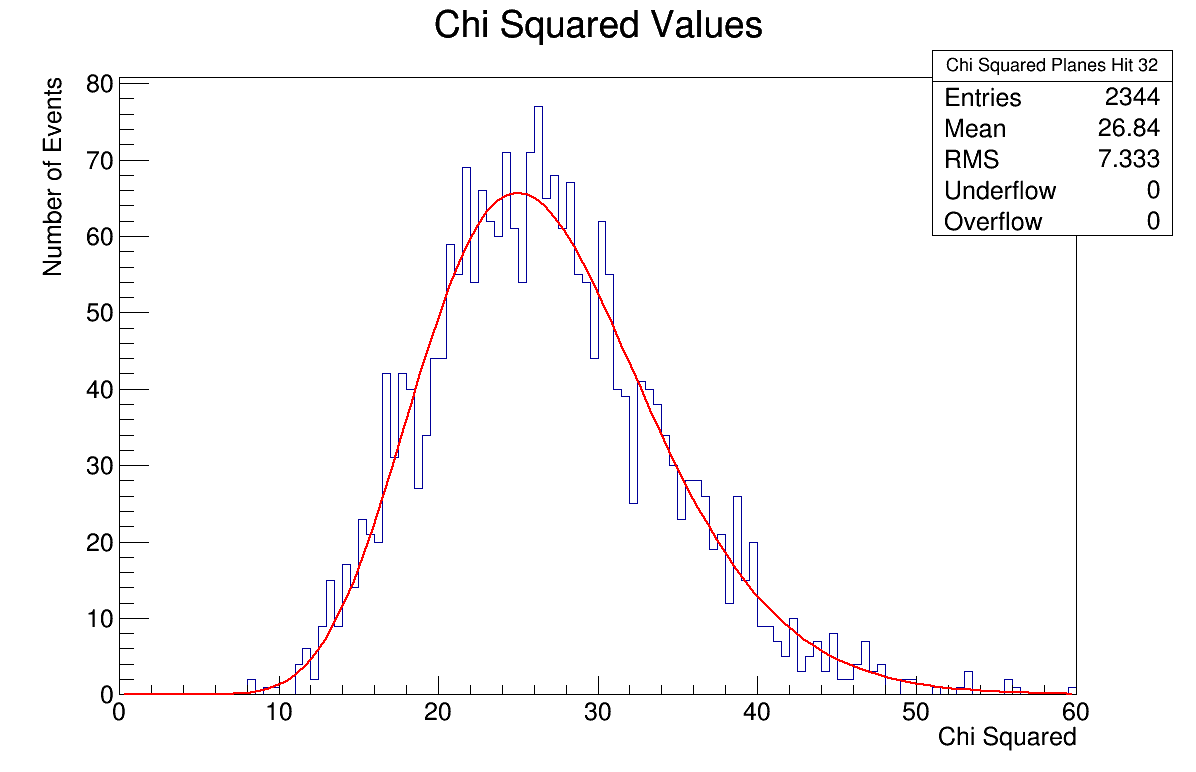 Chi Squared Values
Chi Squared Planes Hit 32
Entries 2344
Mean 26.84
RMS 7.333
Underflow 0
Overflow 0
Number of Events
80
70
60
50
40
30
20
10
0
0 10 20 30 40 50 60
Chi Squared